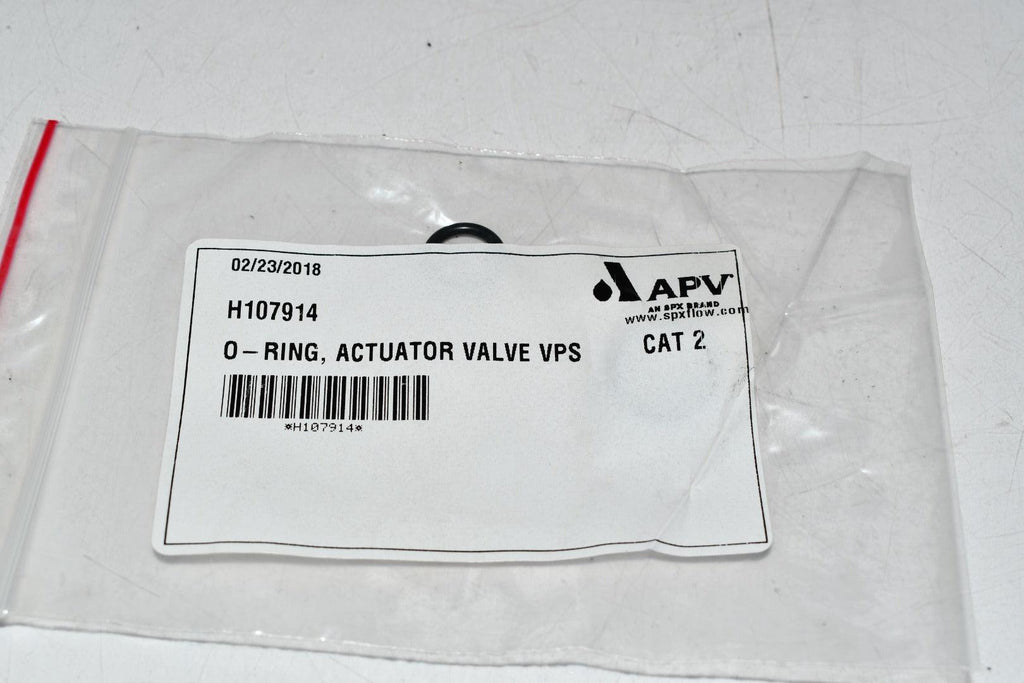 02/23/2018
APV
AN SPX BRAND
www.spxflow.com
H107914
CAT 2
O-RING, ACTUATOR VALVE VPS
*H107914*